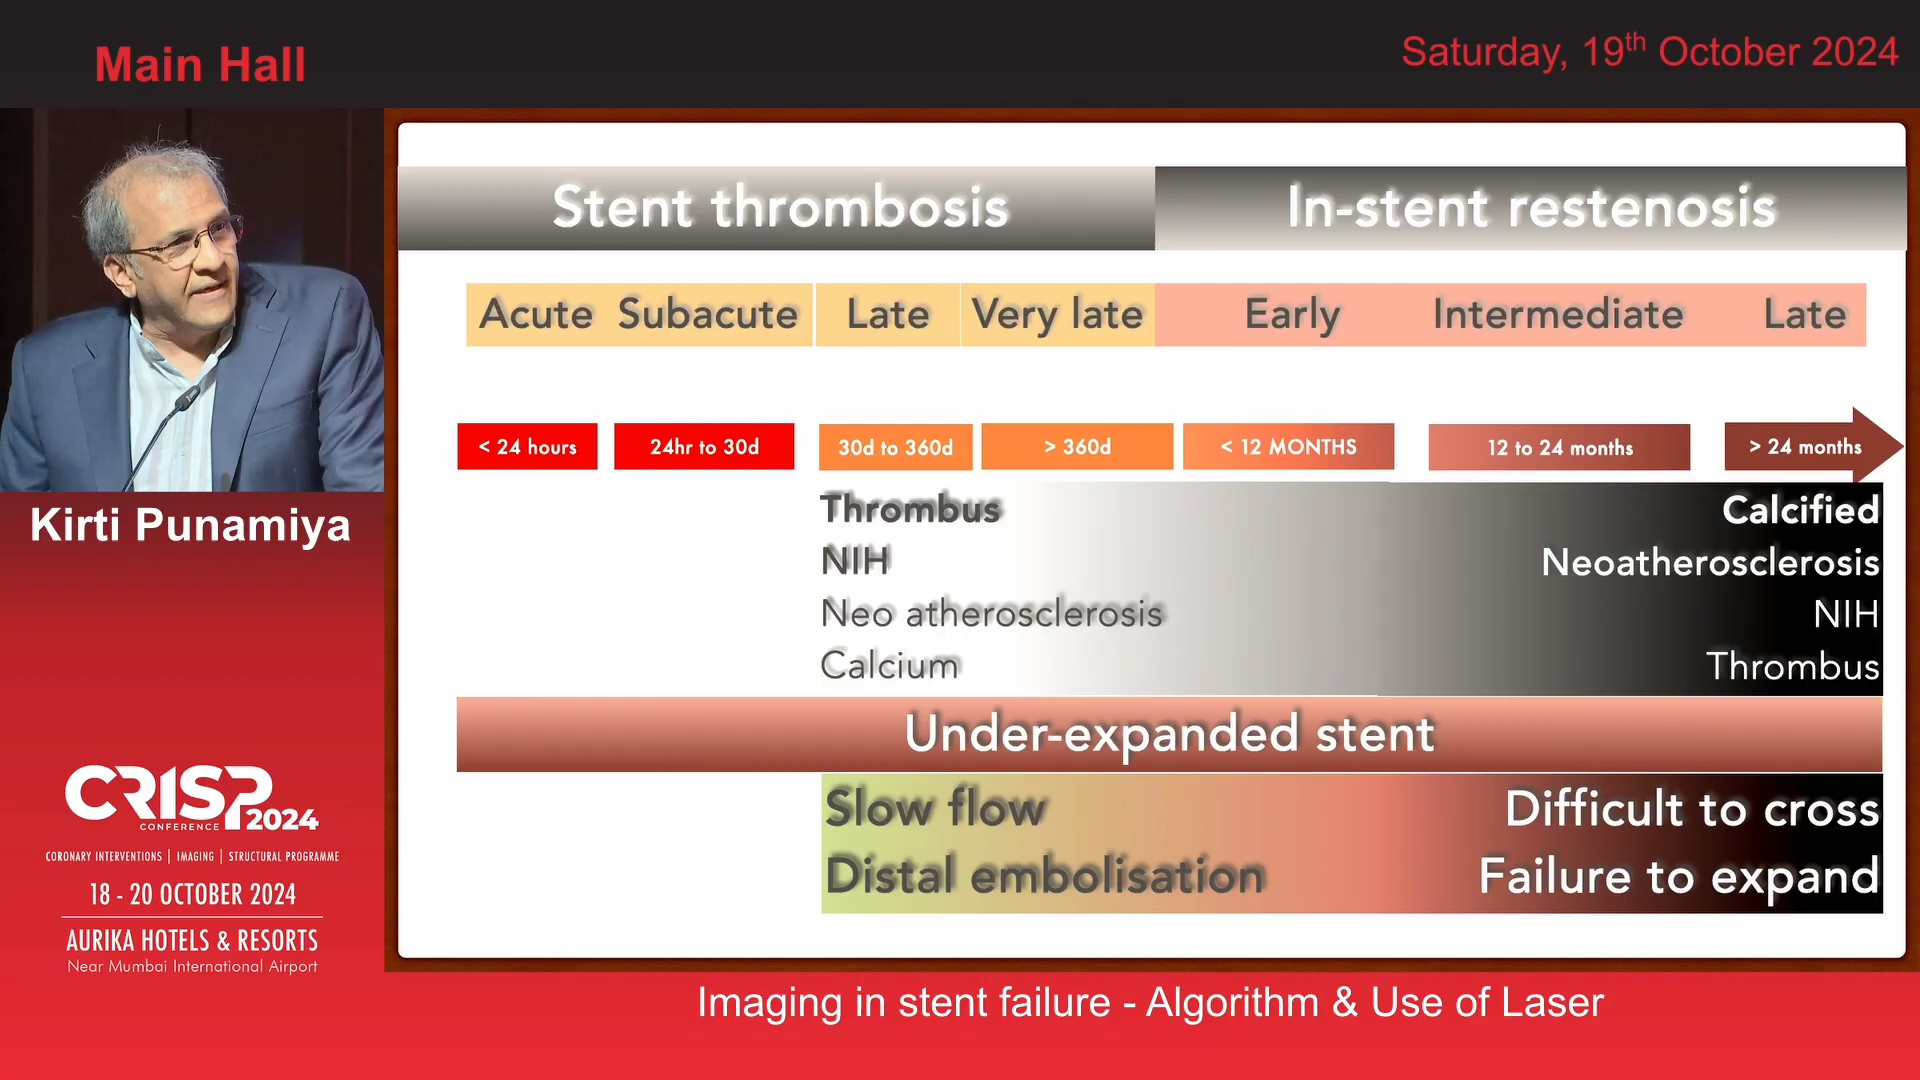 Main Hall
Saturday, 19th October 2024
Stent thrombosis
In-stent restenosis
Acute Subacute Late Very late Early Intermediate Late
< 24 hours 24hr to 30d 30d to 360d > 360d < 12 MONTHS 12 to 24 months > 24 months
Thrombus
NIH
Neo atherosclerosis
Calcium
Calcified
Neoatherosclerosis
NIH
Thrombus
Under-expanded stent
Slow flow
Distal embolisation
Difficult to cross
Failure to expand
Kirti Punamiya
CRISP
CONFERENCE 2024
CORONARY INTERVENTIONS | IMAGING | STRUCTURAL PROGRAMME
18 - 20 OCTOBER 2024
AURIKA HOTELS & RESORTS
Near Mumbai International Airport
Imaging in stent failure - Algorithm & Use of Laser